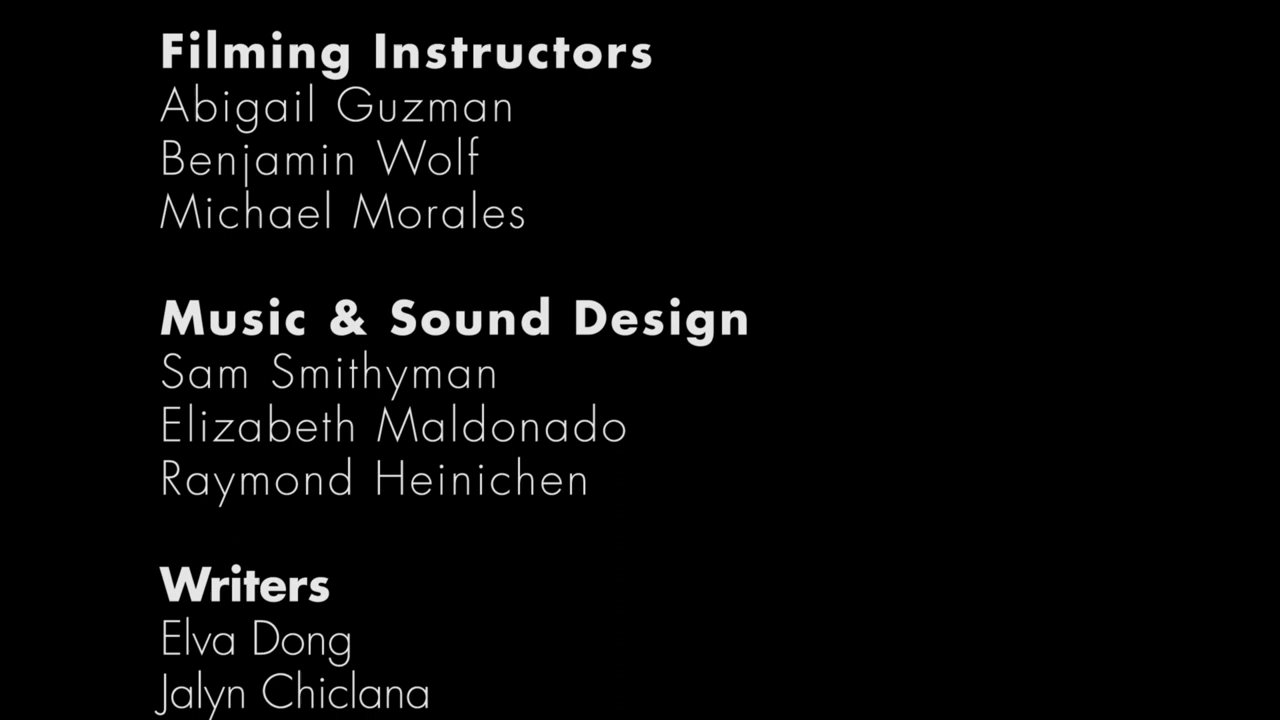 Filming Instructors
Abigail Guzman
Benjamin Wolf
Michael Morales
Music & Sound Design
Sam Smithyman
Elizabeth Maldonado
Raymond Heinichen
Writers
Elva Dong
Jalyn Chiclana